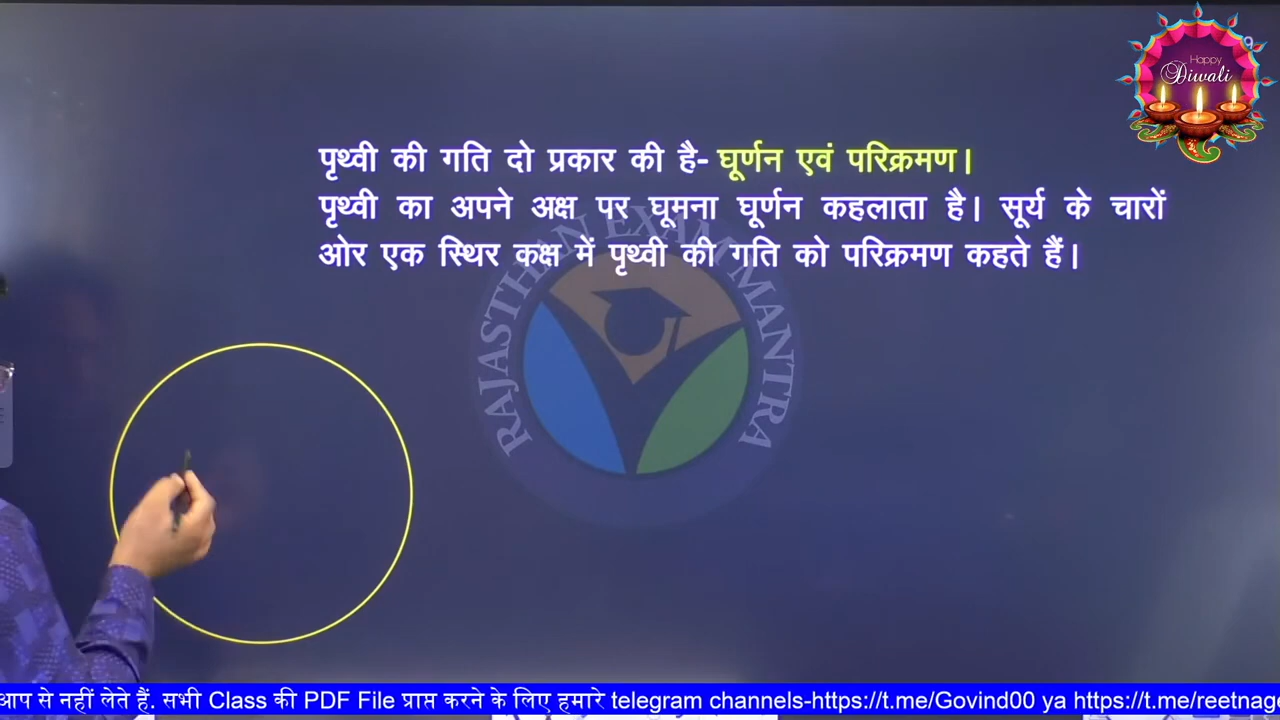 Happy
Diwali
9
पृथ्वी की गति दो प्रकार की है- घूर्णन एवं परिक्रमण।
पृथ्वी का अपने अक्ष पर घूमना घूर्णन कहलाता है। सूर्य के चारों
ओर एक स्थिर कक्ष में पृथ्वी की गति को परिक्रमण कहते हैं।
RAJASTHAN EXAM MANTRA
आप से नहीं लेते हैं. सभी Class की PDF File प्राप्त करने के लिए हमारे telegram channels-https://t.me/Govind00 ya https://t.me/reetnag